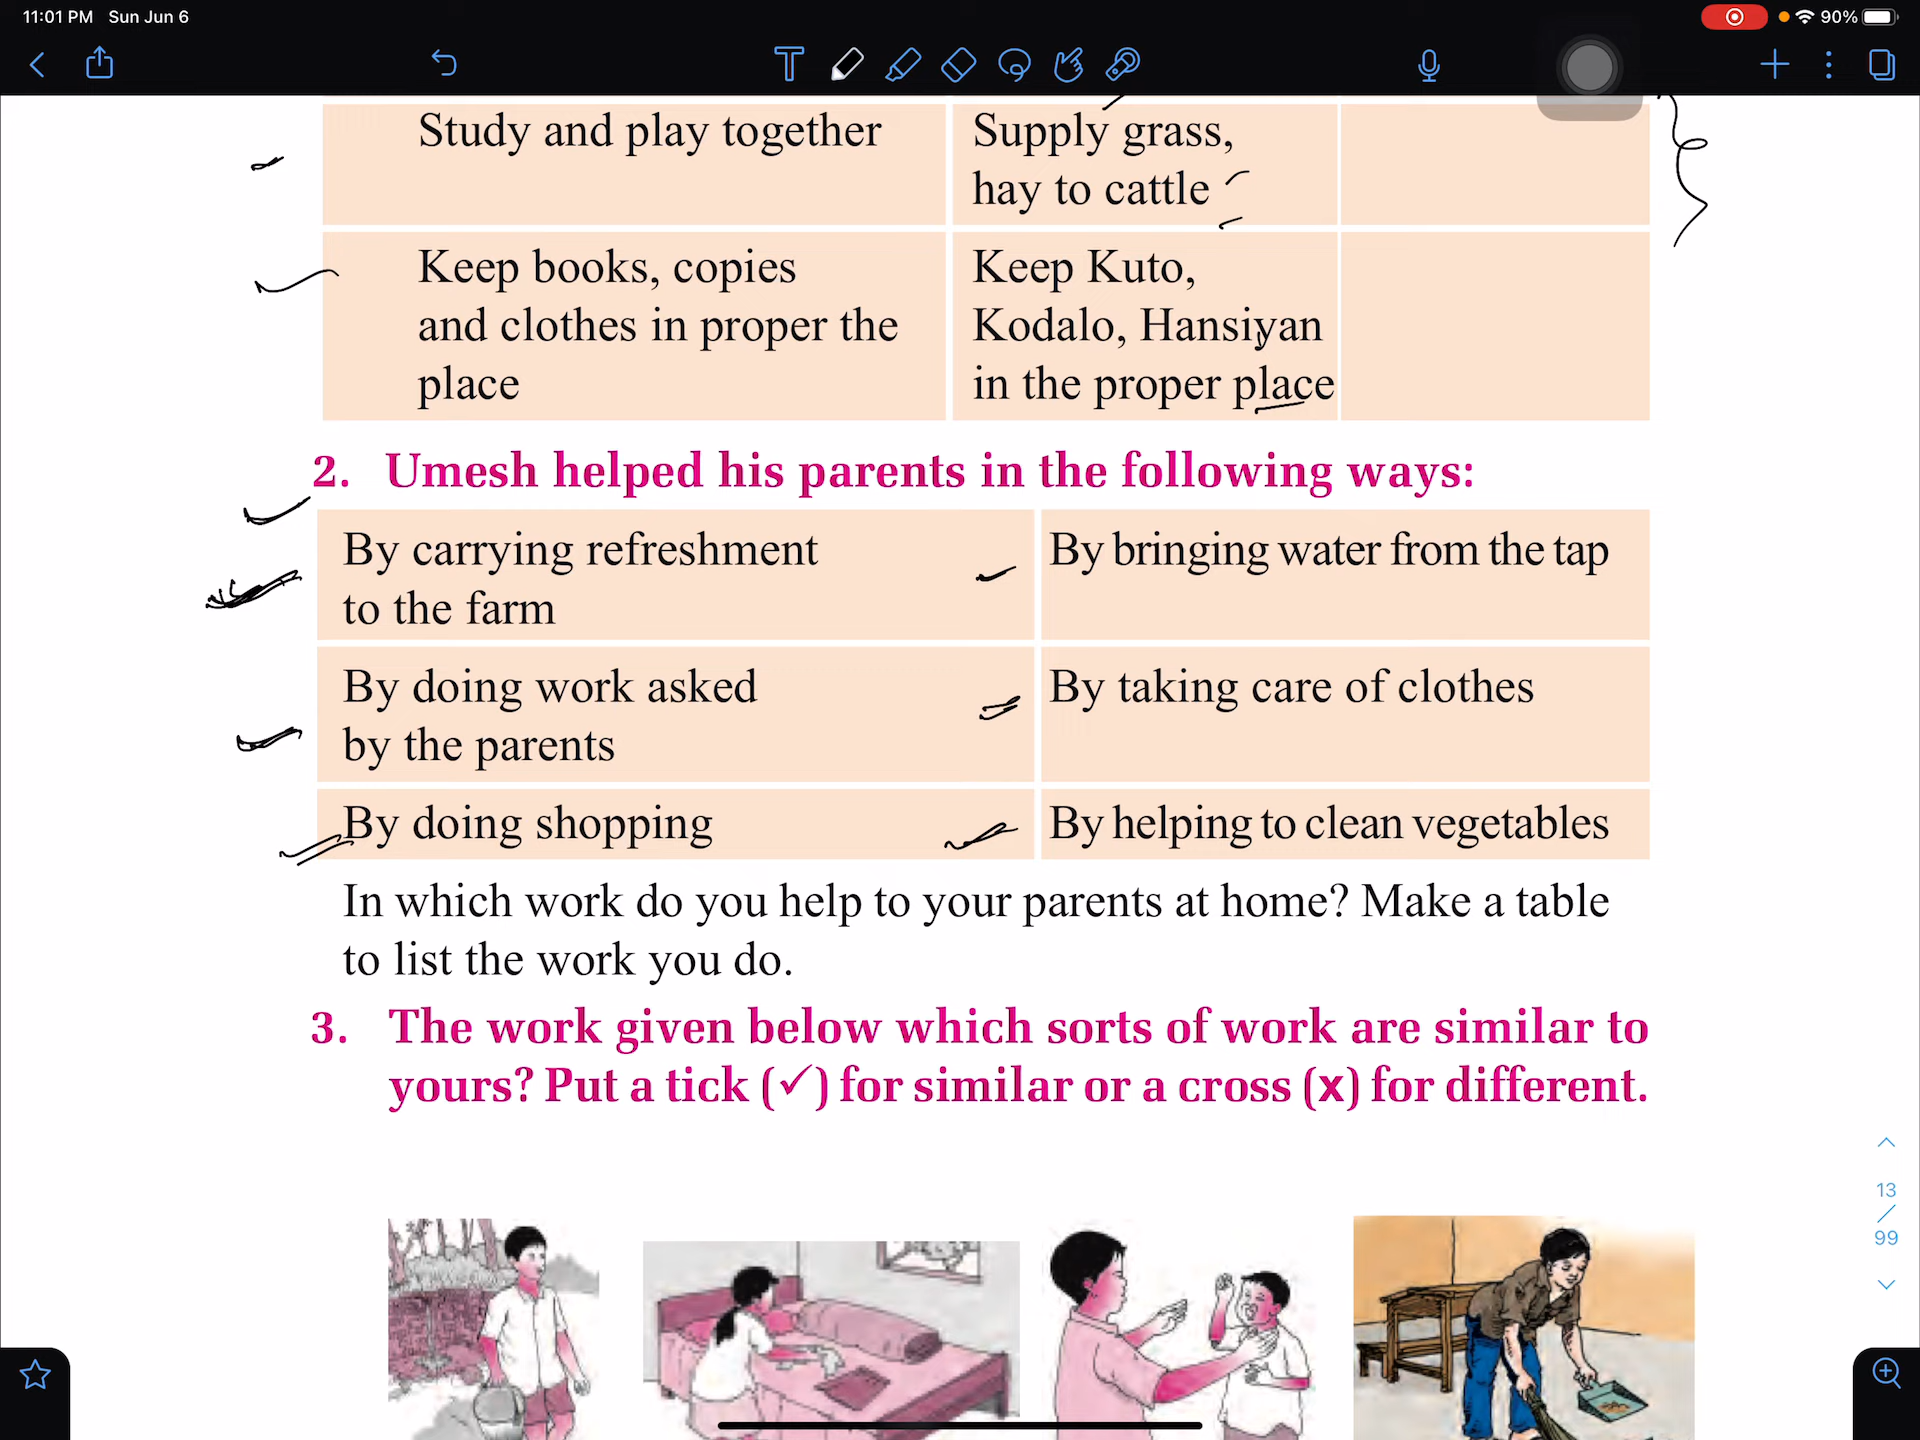 11:01 PM Sun Jun 6
90%
Study and play together
Supply grass,
hay to cattle
Keep books, copies
and clothes in proper the
place
Keep Kuto,
Kodalo, Hansiyan
in the proper place
2. Umesh helped his parents in the following ways:
By carrying refreshment
to the farm
By bringing water from the tap
By doing work asked
by the parents
By taking care of clothes
By doing shopping
By helping to clean vegetables
In which work do you help to your parents at home? Make a table
to list the work you do.
3. The work given below which sorts of work are similar to
yours? Put a tick (✓) for similar or a cross (x) for different.
13
/
99